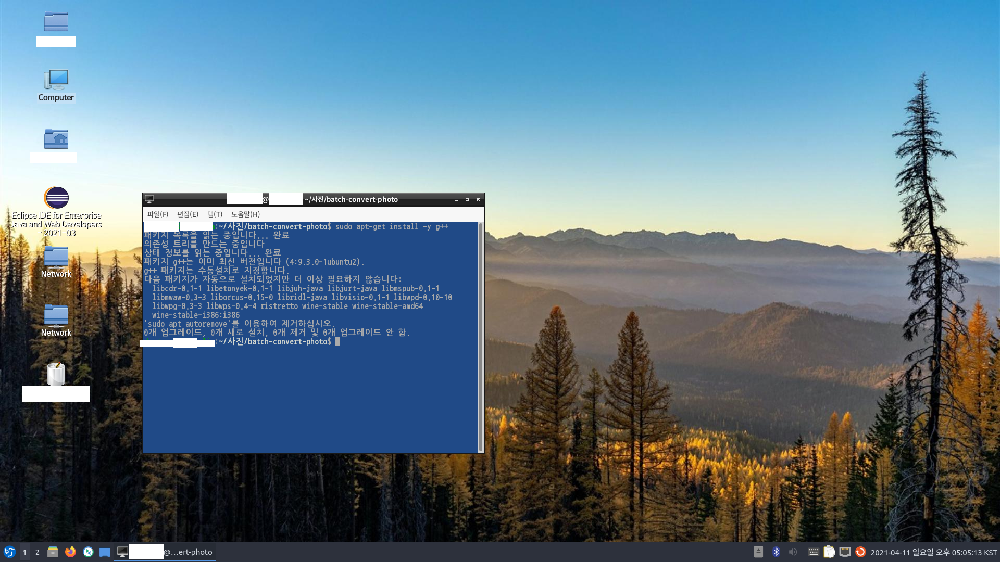 Computer
Eclipse IDE for Enterprise
Java and Web Developers
- 2021-03
Network
Network
@ ~/사진/batch-convert-photo
파일(F) 편집(E) 탭(T) 도움말(H)
:~/사진/batch-convert-photo$ sudo apt-get install -y g++
패키지 목록을 읽는 중입니다... 완료
의존성 트리를 만드는 중입니다
상태 정보를 읽는 중입니다... 완료
패키지 g++는 이미 최신 버전입니다 (4:9.3.0-1ubuntu2).
g++ 패키지는 수동설치로 지정합니다.
다음 패키지가 자동으로 설치되었지만 더 이상 필요하지 않습니다:
libcdr-0.1-1 libetonyek-0.1-1 libjuh-java libjurt-java libmspub-0.1-1
libmwaw-0.3-3 liborcus-0.15-0 libridl-java libvisio-0.1-1 libwpd-0.10-10
libwpg-0.3-3 libwps-0.4-4 ristretto wine-stable wine-stable-amd64
wine-stable-i386:i386
'sudo apt autoremove'를 이용하여 제거하십시오.
0개 업그레이드, 0개 새로 설치, 0개 제거 및 0개 업그레이드 안 함.
:~/사진/batch-convert-photo$
1 2 @...ert-photo 2021-04-11 일요일 오후 05:05:13 KST